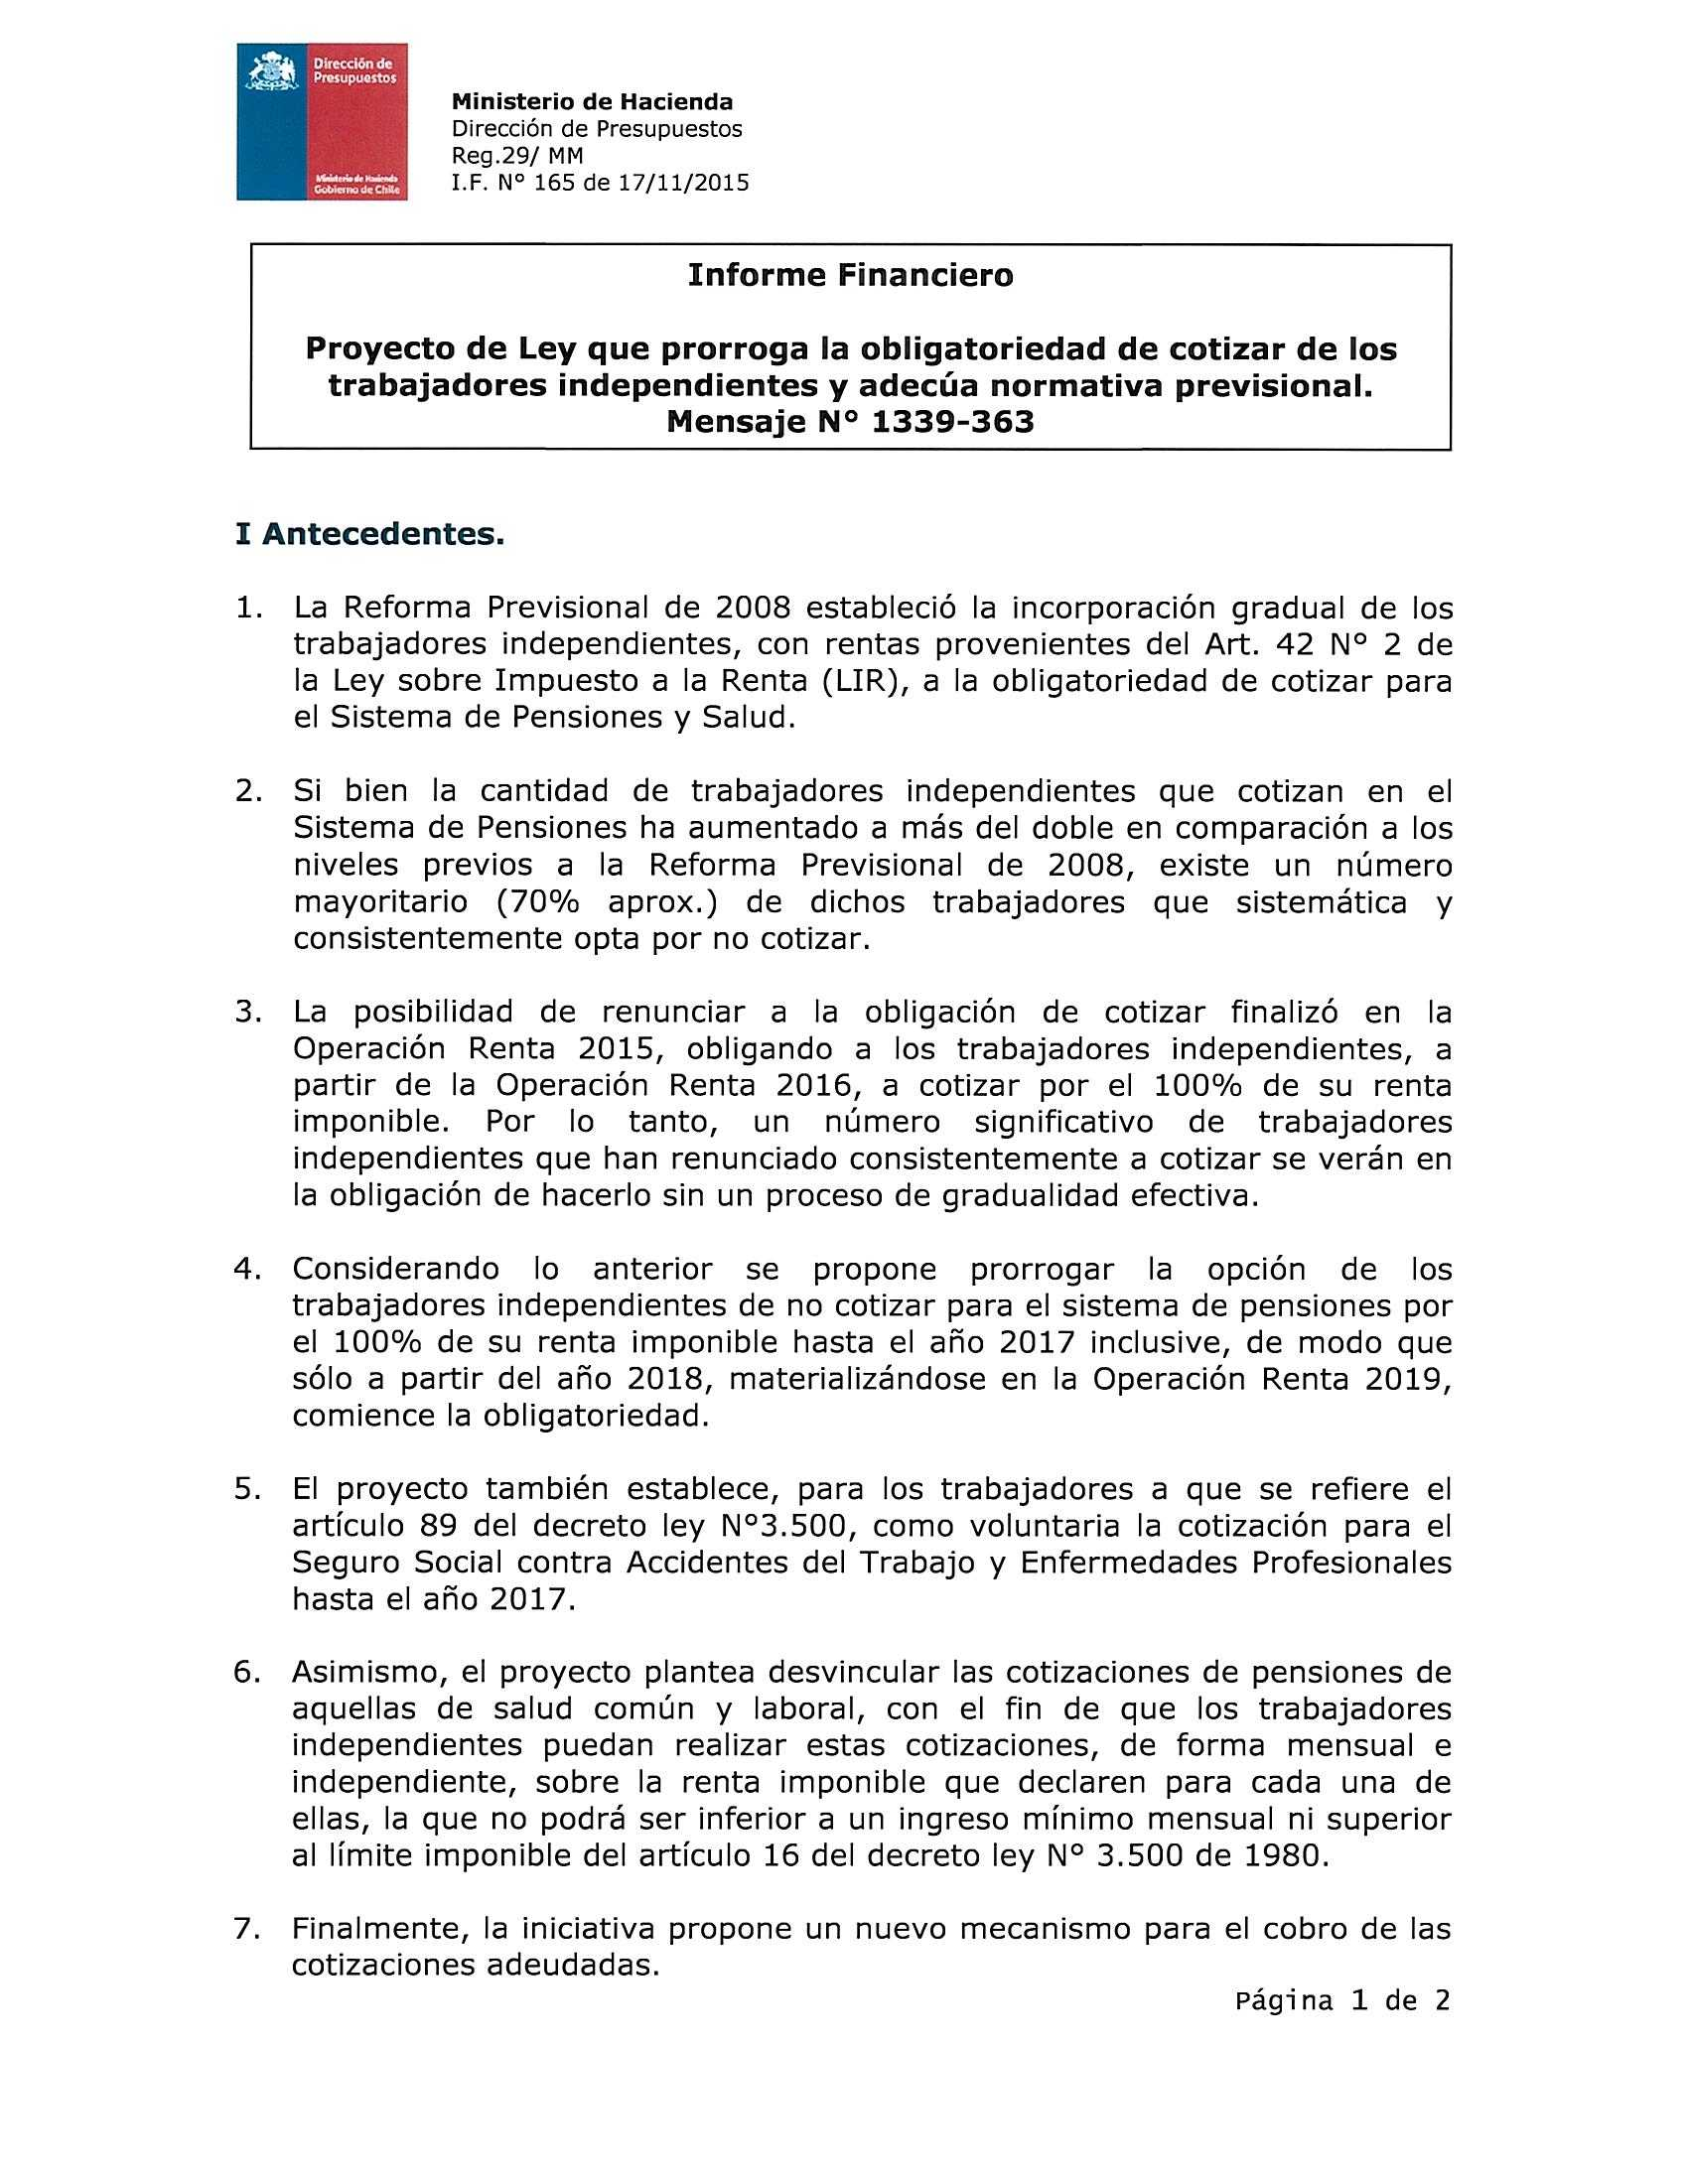 Dirección de
Presupuestos
Ministerio de Hacienda
Gobierno de Chile
Ministerio de Hacienda
Dirección de Presupuestos
Reg.29/ MM
I.F. N° 165 de 17/11/2015
Informe Financiero
Proyecto de Ley que prorroga la obligatoriedad de cotizar de los
trabajadores independientes y adecúa normativa previsional.
Mensaje N° 1339-363
I Antecedentes.
1. La Reforma Previsional de 2008 estableció la incorporación gradual de los
trabajadores independientes, con rentas provenientes del Art. 42 N° 2 de
la Ley sobre Impuesto a la Renta (LIR), a la obligatoriedad de cotizar para
el Sistema de Pensiones y Salud.
2. Si bien la cantidad de trabajadores independientes que cotizan en el
Sistema de Pensiones ha aumentado a más del doble en comparación a los
niveles previos a la Reforma Previsional de 2008, existe un número
mayoritario (70% aprox.) de dichos trabajadores que sistemática y
consistentemente opta por no cotizar.
3. La posibilidad de renunciar a la obligación de cotizar finalizó en la
Operación Renta 2015, obligando a los trabajadores independientes, a
partir de la Operación Renta 2016, a cotizar por el 100% de su renta
imponible. Por lo tanto, un número significativo de trabajadores
independientes que han renunciado consistentemente a cotizar se verán en
la obligación de hacerlo sin un proceso de gradualidad efectiva.
4. Considerando lo anterior se propone prorrogar la opción de los
trabajadores independientes de no cotizar para el sistema de pensiones por
el 100% de su renta imponible hasta el año 2017 inclusive, de modo que
sólo a partir del año 2018, materializándose en la Operación Renta 2019,
comience la obligatoriedad.
5. El proyecto también establece, para los trabajadores a que se refiere el
artículo 89 del decreto ley N°3.500, como voluntaria la cotización para el
Seguro Social contra Accidentes del Trabajo y Enfermedades Profesionales
hasta el año 2017.
6. Asimismo, el proyecto plantea desvincular las cotizaciones de pensiones de
aquellas de salud común y laboral, con el fin de que los trabajadores
independientes puedan realizar estas cotizaciones, de forma mensual e
independiente, sobre la renta imponible que declaren para cada una de
ellas, la que no podrá ser inferior a un ingreso mínimo mensual ni superior
al límite imponible del artículo 16 del decreto ley N° 3.500 de 1980.
7. Finalmente, la iniciativa propone un nuevo mecanismo para el cobro de las
cotizaciones adeudadas.
Página 1 de 2